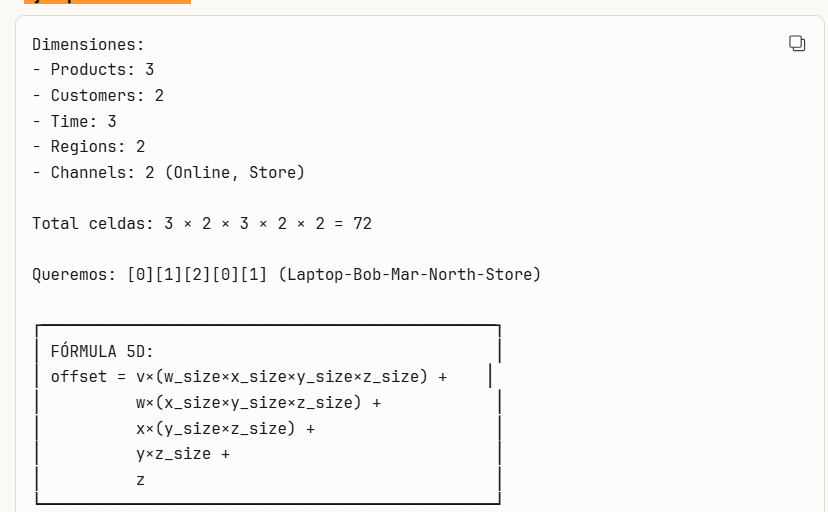 Dimensiones:
- Products: 3
- Customers: 2
- Time: 3
- Regions: 2
- Channels: 2 (Online, Store)
Total celdas: 3 × 2 × 3 × 2 × 2 = 72
Queremos: [0][1][2][0][1] (Laptop-Bob-Mar-North-Store)
FÓRMULA 5D:
offset = v×(w_size×x_size×y_size×z_size) +
w×(x_size×y_size×z_size) +
x×(y_size×z_size) +
y×z_size +
z